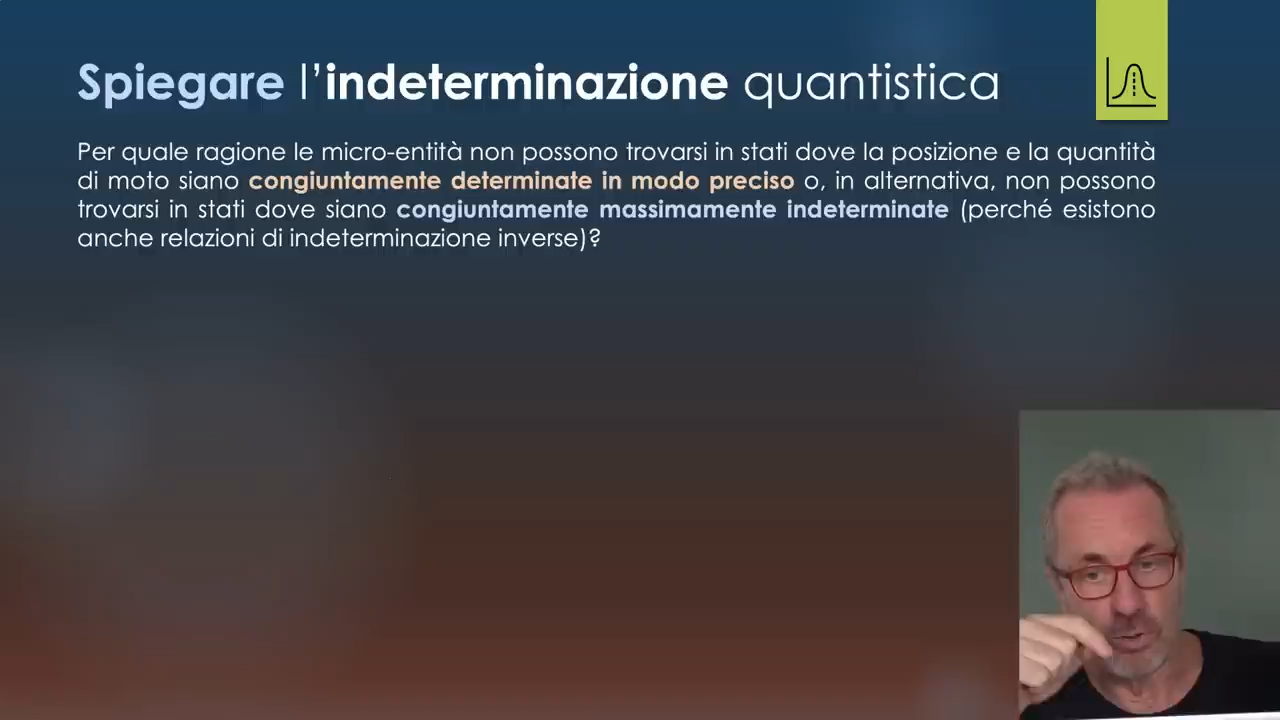 Spiegare l’indeterminazione quantistica
Per quale ragione le micro-entità non possono trovarsi in stati dove la posizione e la quantità
di moto siano congiuntamente determinate in modo preciso o, in alternativa, non possono
trovarsi in stati dove siano congiuntamente massimamente indeterminate (perché esistono
anche relazioni di indeterminazione inverse)?